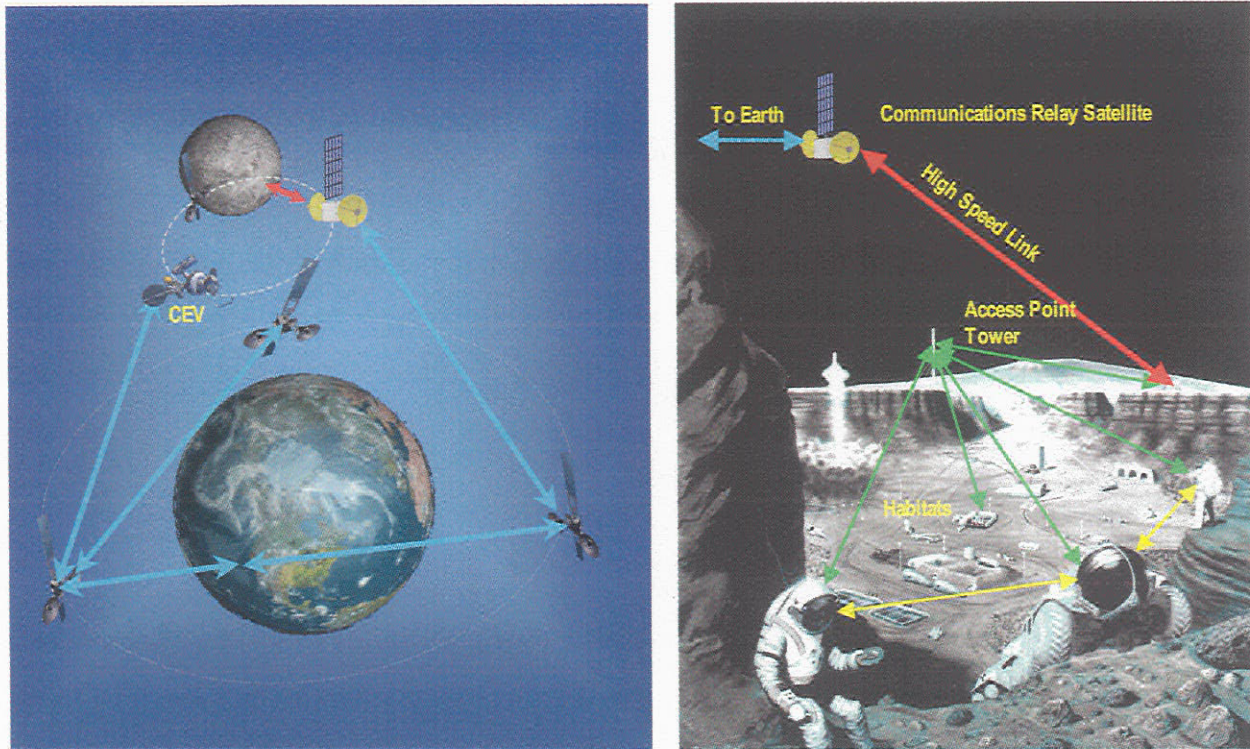 CEV
To Earth
Communications Relay Satellite
High Speed Link
Access Point
Tower
Habitats